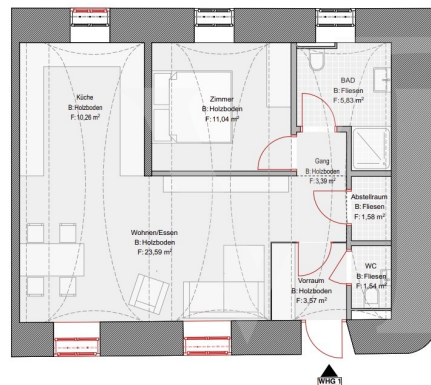 Küche
B: Holzboden
F: 10,26 m²
Zimmer
B: Holzboden
F: 11,04 m²
BAD
B: Fliesen
F: 5,83 m²
Gang
B: Holzboden
F: 3,39 m²
Abstellraum
B: Fliesen
F: 1,58 m²
Wohnen/Essen
B: Holzboden
F: 23,59 m²
WC
B: Fliesen
F: 1,54 m²
Vorraum
B: Holzboden
F: 3,57 m²
WHG 1